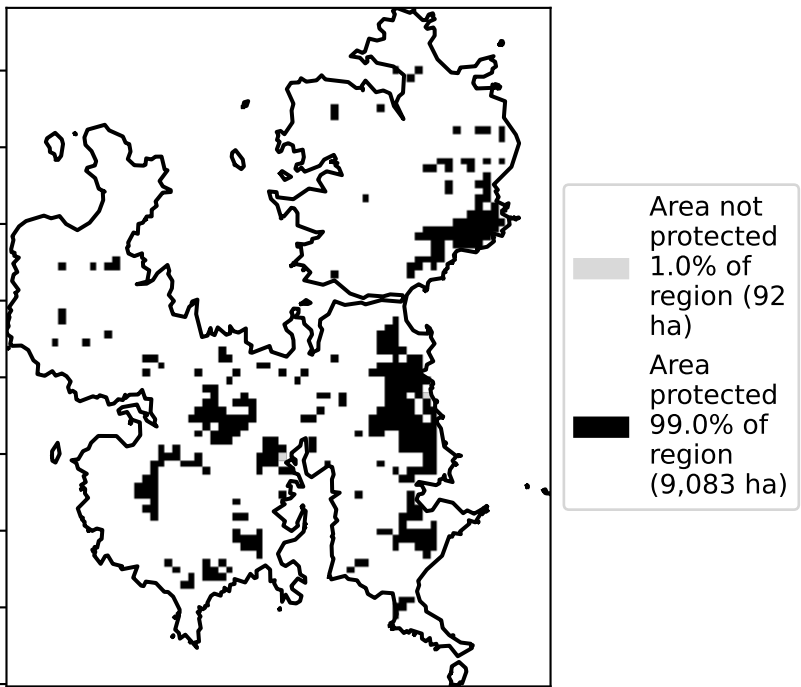 Area not
protected
1.0% of
region (92
ha)
Area
protected
99.0% of
region
(9,083 ha)